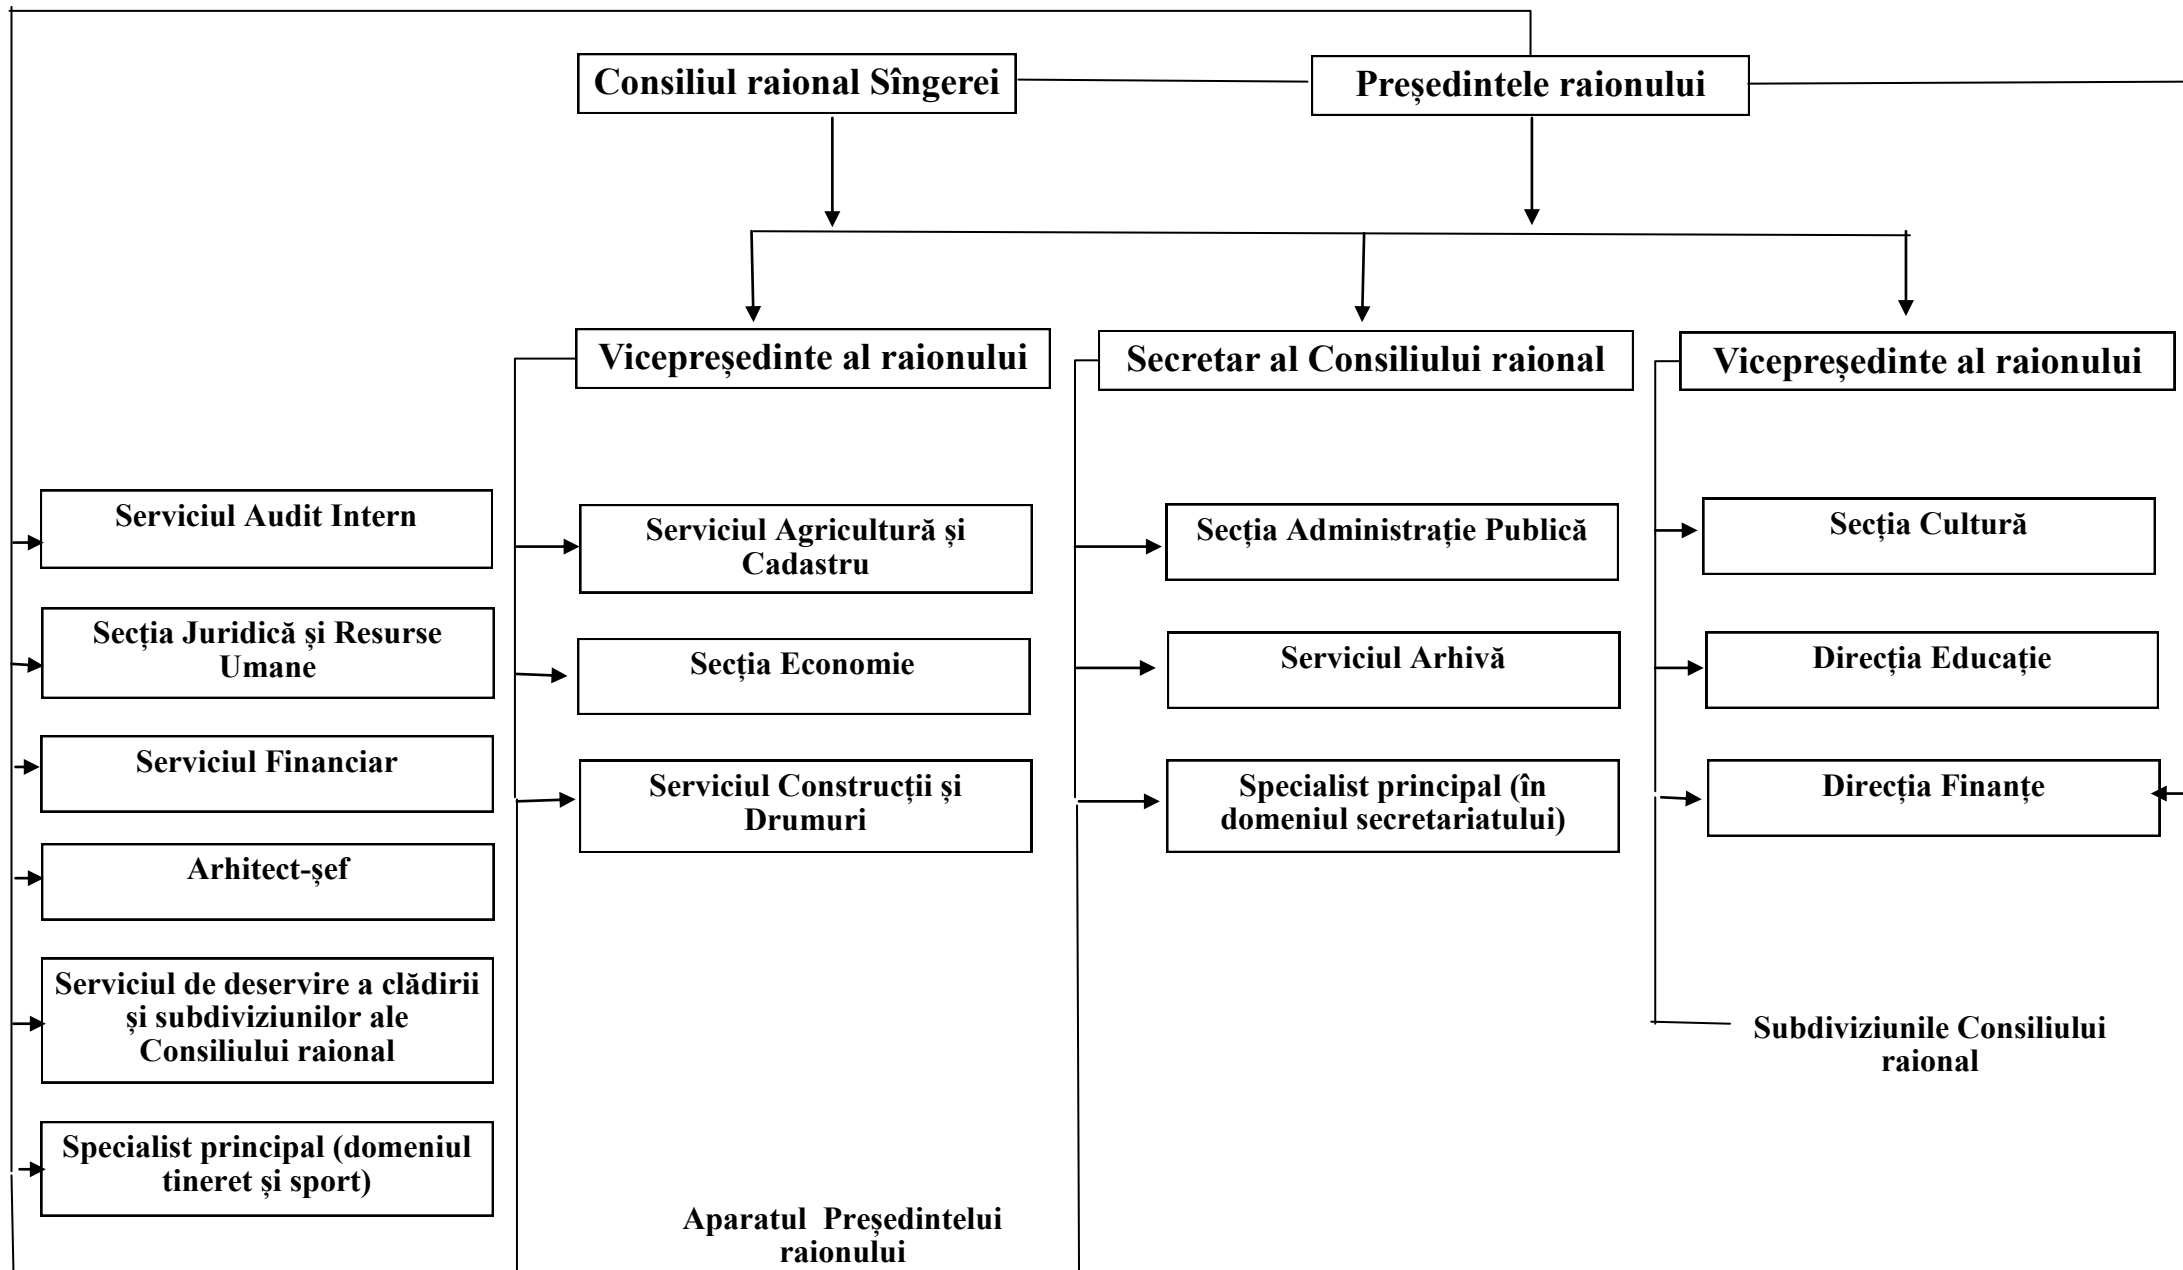 Consiliul raional Sîngerei
Președintele raionului
Vicepreședinte al raionului
Secretar al Consiliului raional
Vicepreședinte al raionului
Serviciul Audit Intern
Secția Juridică și Resurse
Umane
Serviciul Financiar
Arhitect-șef
Serviciul de deservire a clădirii
și subdiviziunilor ale
Consiliului raional
Specialist principal (domeniul
tineret și sport)
Serviciul Agricultură și
Cadastru
Secția Economie
Serviciul Construcții și
Drumuri
Secția Administrație Publică
Serviciul Arhivă
Specialist principal (în
domeniul secretariatului)
Secția Cultură
Direcția Educație
Direcția Finanțe
Subdiviziunile Consiliului
raional
Aparatul Președintelui
raionului